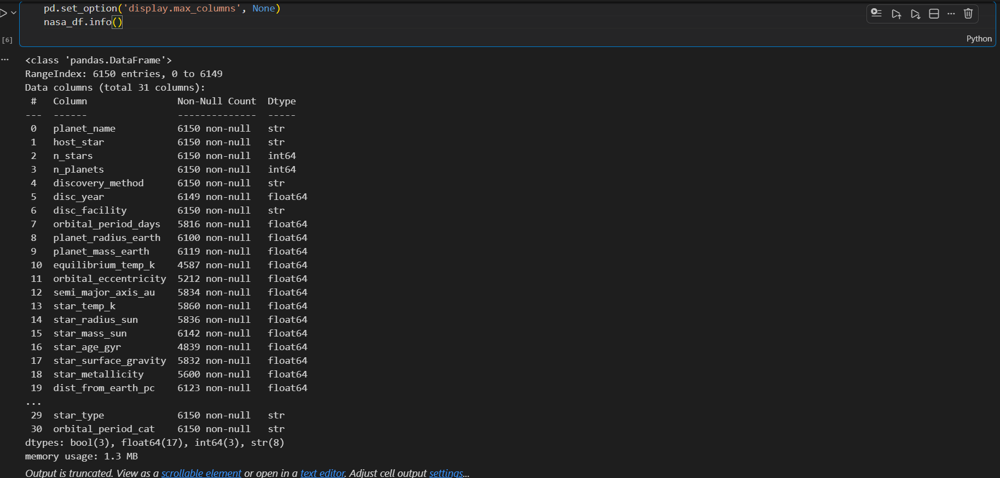 pd.set_option('display.max_columns', None)
nasa_df.info()
[6]
Python
<class 'pandas.DataFrame'>
RangeIndex: 6150 entries, 0 to 6149
Data columns (total 31 columns):
 #   Column                Non-Null Count  Dtype
---  ------                --------------  -----
 0   planet_name           6150 non-null   str
 1   host_star             6150 non-null   str
 2   n_stars               6150 non-null   int64
 3   n_planets             6150 non-null   int64
 4   discovery_method      6150 non-null   str
 5   disc_year             6149 non-null   float64
 6   disc_facility         6150 non-null   str
 7   orbital_period_days   5816 non-null   float64
 8   planet_radius_earth   6100 non-null   float64
 9   planet_mass_earth     6119 non-null   float64
 10  equilibrium_temp_k    4587 non-null   float64
 11  orbital_eccentricity  5212 non-null   float64
 12  semi_major_axis_au    5834 non-null   float64
 13  star_temp_k           5860 non-null   float64
 14  star_radius_sun       5836 non-null   float64
 15  star_mass_sun         6142 non-null   float64
 16  star_age_gyr          4839 non-null   float64
 17  star_surface_gravity  5832 non-null   float64
 18  star_metallicity      5600 non-null   float64
 19  dist_from_earth_pc    6123 non-null   float64
...
 29  star_type             6150 non-null   str
 30  orbital_period_cat    6150 non-null   str
dtypes: bool(3), float64(17), int64(3), str(8)
memory usage: 1.3 MB
Output is truncated. View as a scrollable element or open in a text editor. Adjust cell output settings...